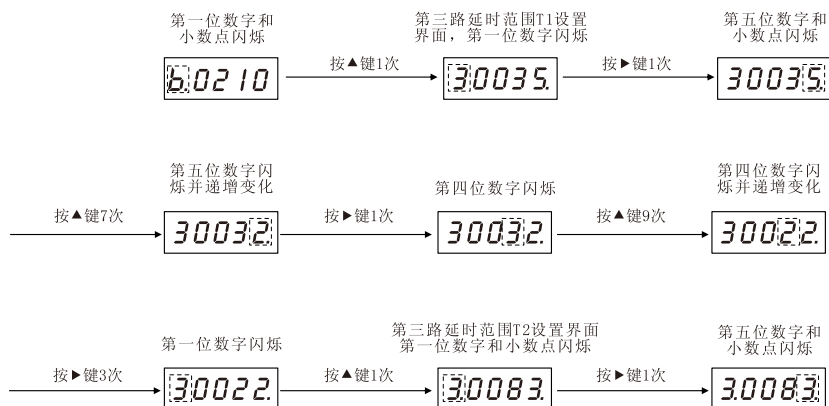 第一位数字和
小数点闪烁
第三路延时范围T1设置
界面，第一位数字闪烁
第五位数字和
小数点闪烁
b.0210
按▲键1次
30035.
按▶键1次
30035.
第五位数字闪
烁并递增变化
第四位数字闪烁
第四位数字闪
烁并递增变化
按▲键7次
30032.
按▶键1次
30032.
按▲键9次
30022.
第一位数字闪烁
第三路延时范围T2设置界面
第一位数字和小数点闪烁
第五位数字和
小数点闪烁
按▶键3次
30022.
按▲键1次
3.0083.
按▶键1次
3.0083.